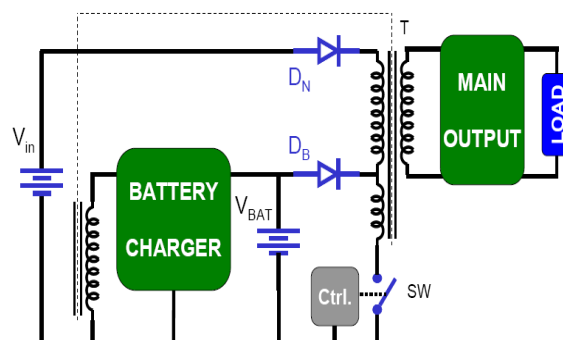 T
D_N
MAIN
OUTPUT
LOAD
V_in
D_B
BATTERY
CHARGER
V_BAT
Ctrl.
SW